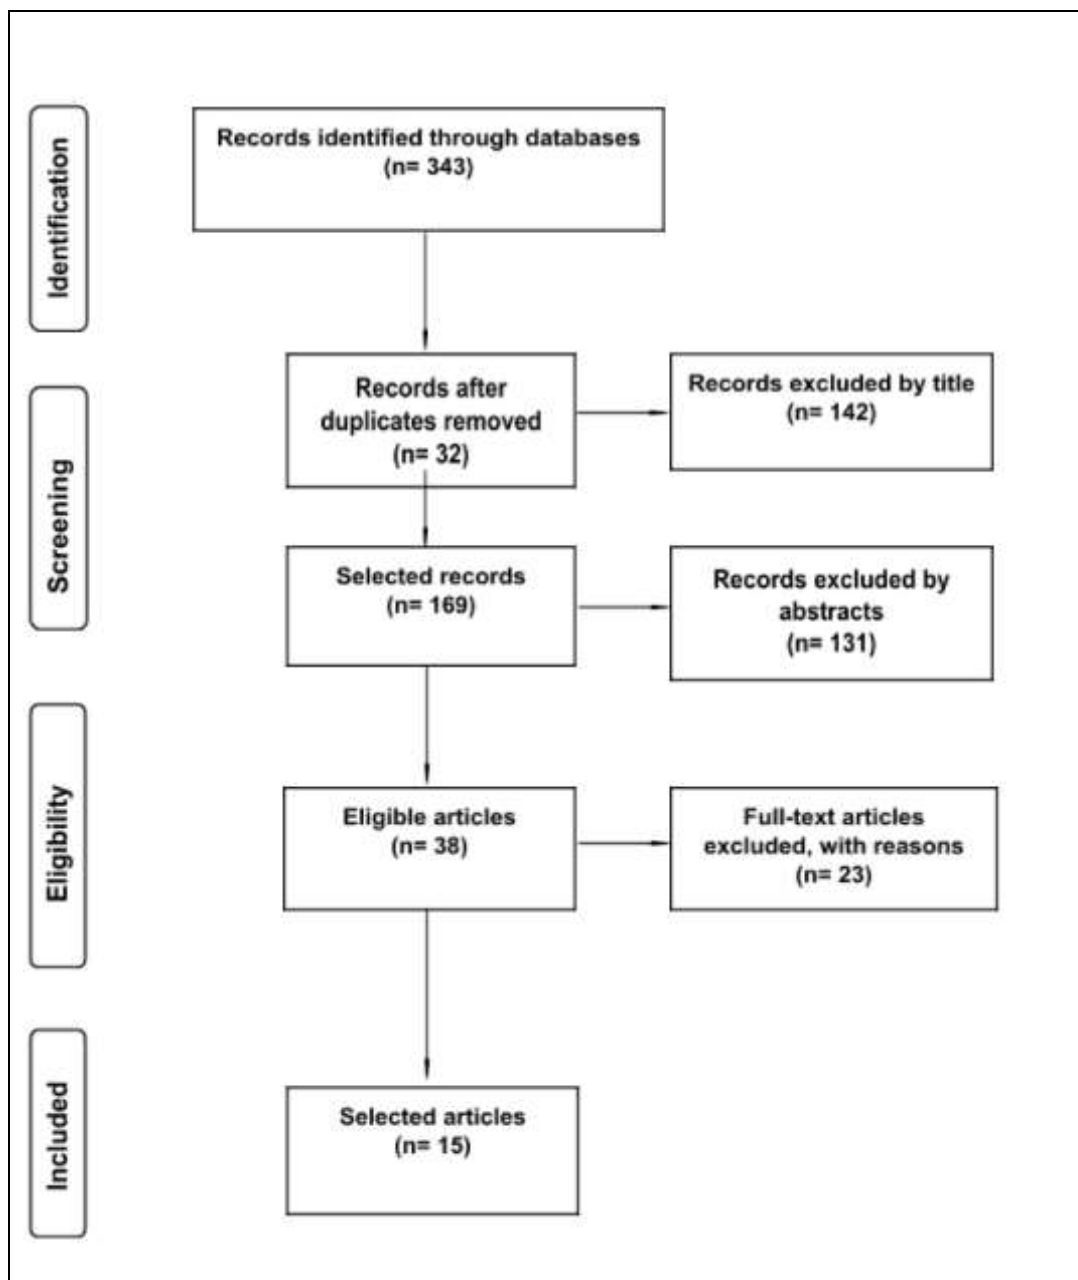 Identification
Records identified through databases
(n= 343)
Screening
Records after
duplicates removed
(n= 32)
Records excluded by title
(n= 142)
Selected records
(n= 169)
Records excluded by
abstracts
(n= 131)
Eligibility
Eligible articles
(n= 38)
Full-text articles
excluded, with reasons
(n= 23)
Included
Selected articles
(n= 15)